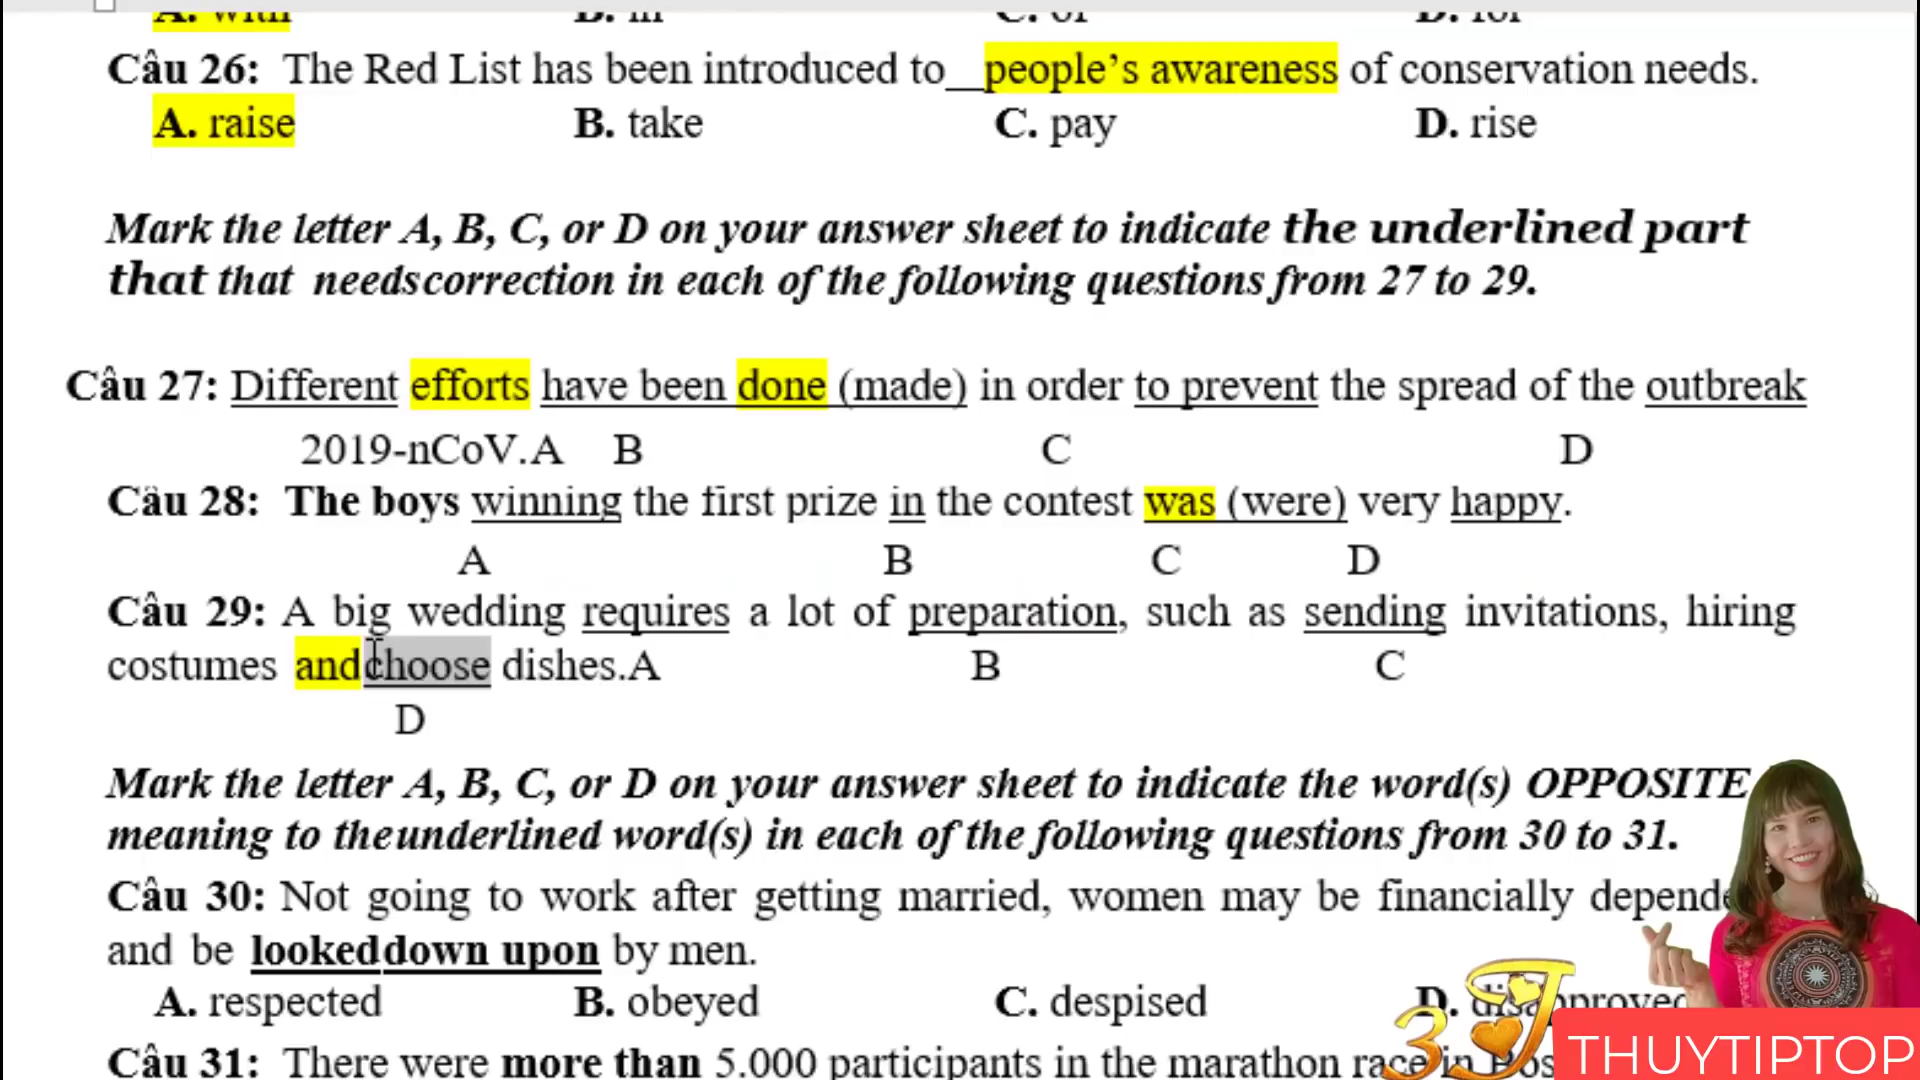 A. with B. in C. of D. for
Câu 26: The Red List has been introduced to__people’s awareness of conservation needs.
A. raise B. take C. pay D. rise
Mark the letter A, B, C, or D on your answer sheet to indicate the underlined part
that that needscorrection in each of the following questions from 27 to 29.
Câu 27: Different efforts have been done (made) in order to prevent the spread of the outbreak
2019-nCoV.A B C D
Câu 28: The boys winning the first prize in the contest was (were) very happy.
A B C D
Câu 29: A big wedding requires a lot of preparation, such as sending invitations, hiring
costumes and choose dishes.A B C
D
Mark the letter A, B, C, or D on your answer sheet to indicate the word(s) OPPOSITE
meaning to theunderlined word(s) in each of the following questions from 30 to 31.
Câu 30: Not going to work after getting married, women may be financially
and be lookeddown upon by men.
A. respected B. obeyed C. despised D.
Câu 31: There were more than 5.000 participants in the marathon race in
3T
THUYTIPTOP